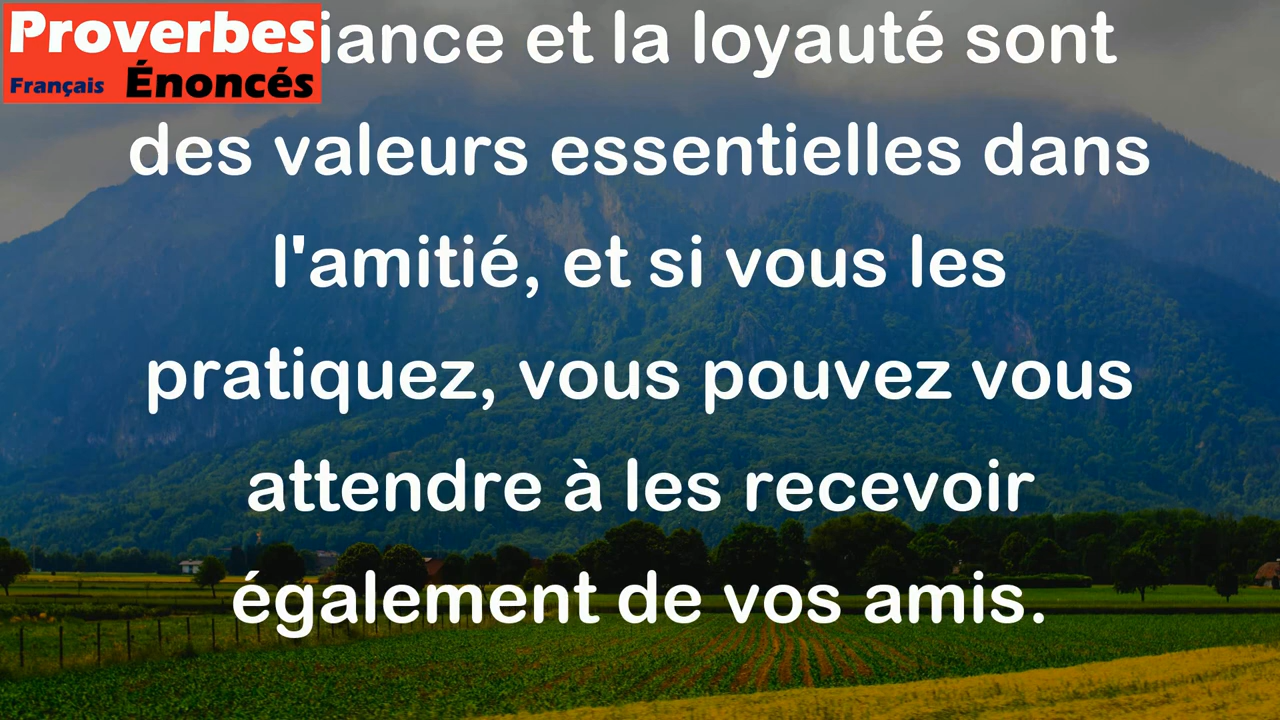 Proverbes
Français Énoncés
iance et la loyauté sont
des valeurs essentielles dans
l'amitié, et si vous les
pratiquez, vous pouvez vous
attendre à les recevoir
également de vos amis.